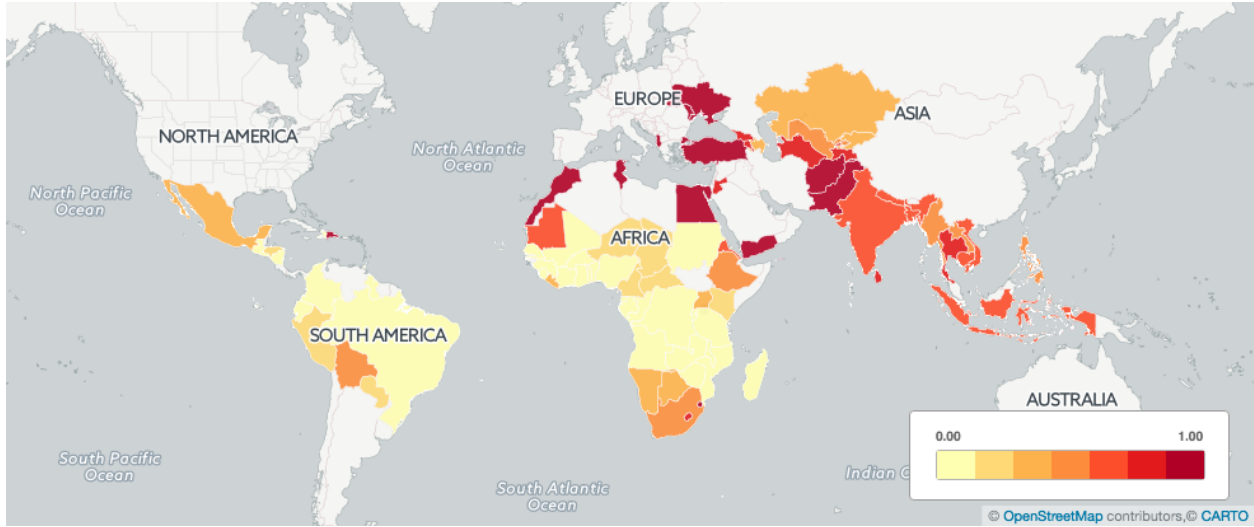 EUROPE
ASIA
NORTH AMERICA
North Atlantic
Ocean
North Pacific
Ocean
AFRICA
SOUTH AMERICA
AUSTRALIA
0.00 1.00
South Pacific
Ocean
Indian
South Atlantic
Ocean
© OpenStreetMap contributors,© CARTO